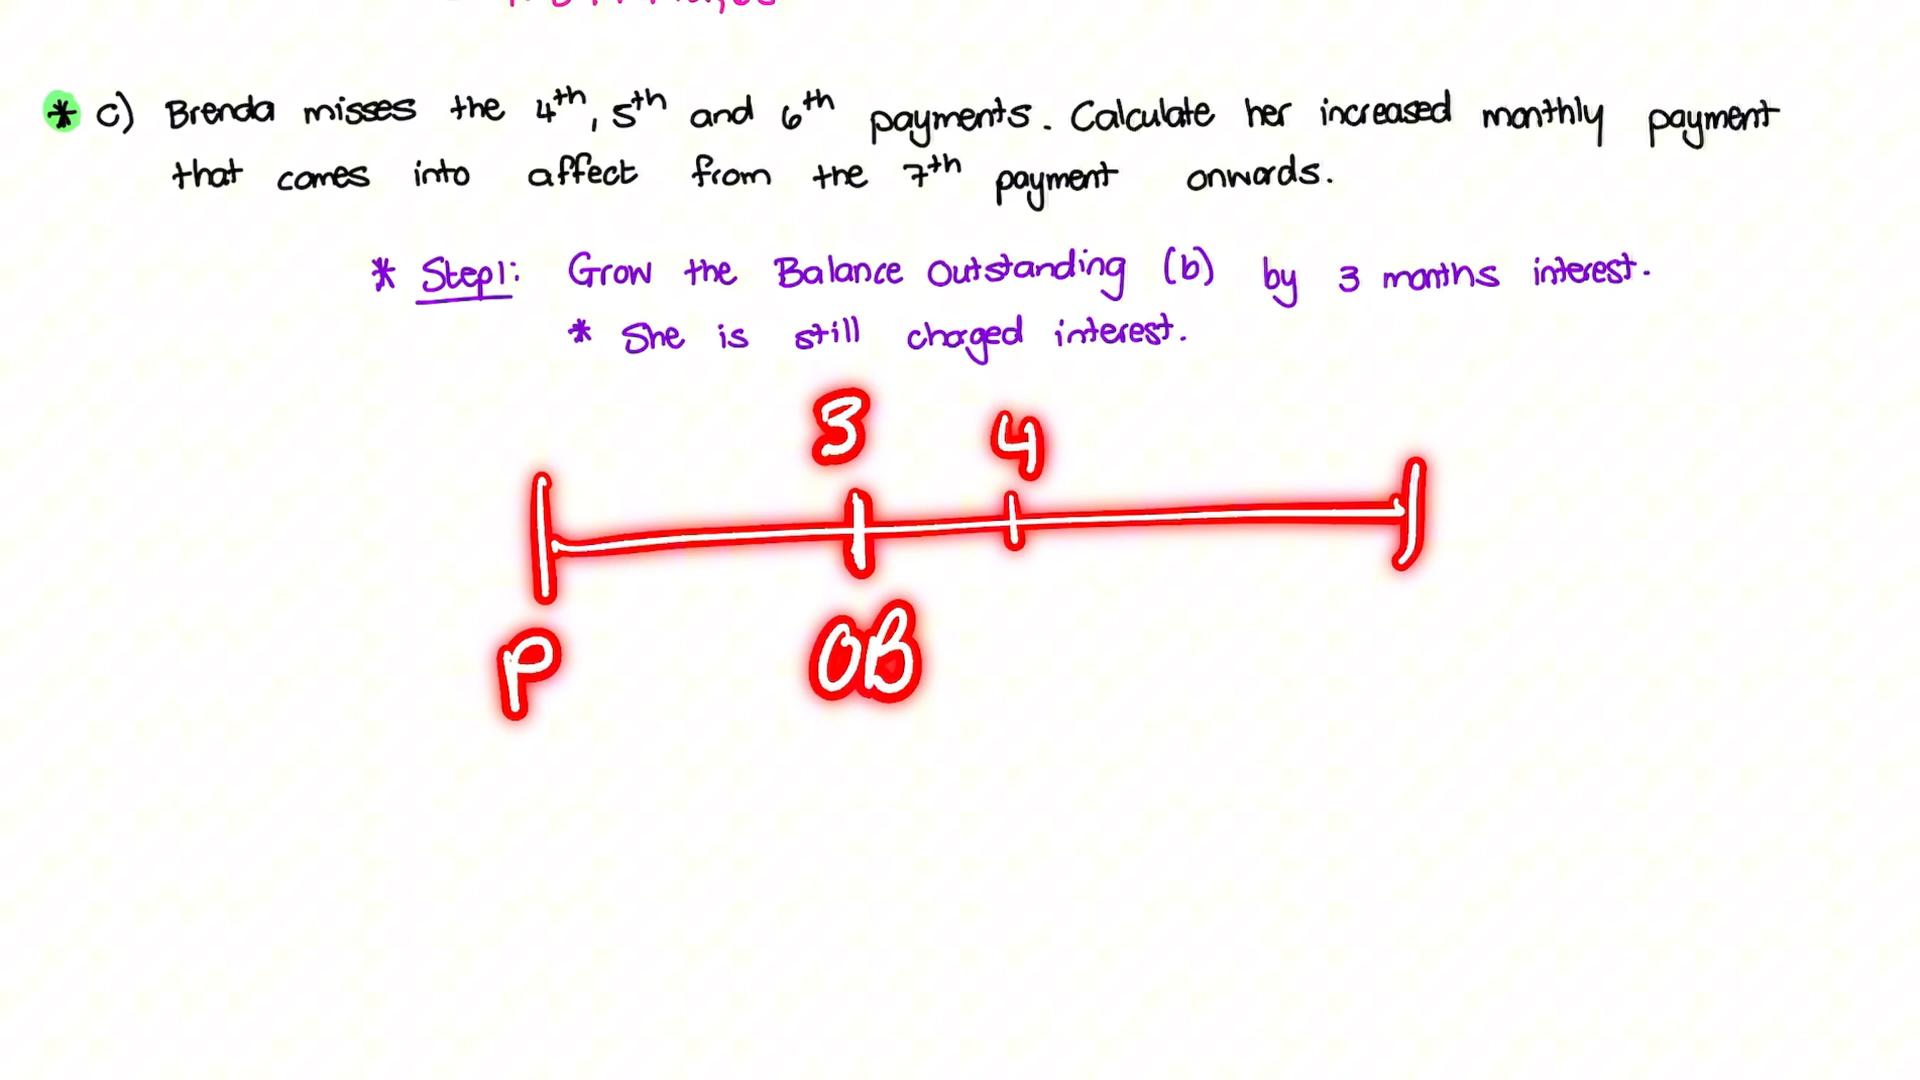 * c) Brenda misses the 4th, 5th and 6th payments. Calculate her increased monthly payment
that comes into affect from the 7th payment onwards.
* Step1: Grow the Balance Outstanding (b) by 3 months interest.
* She is still charged interest.
3 4
P OB